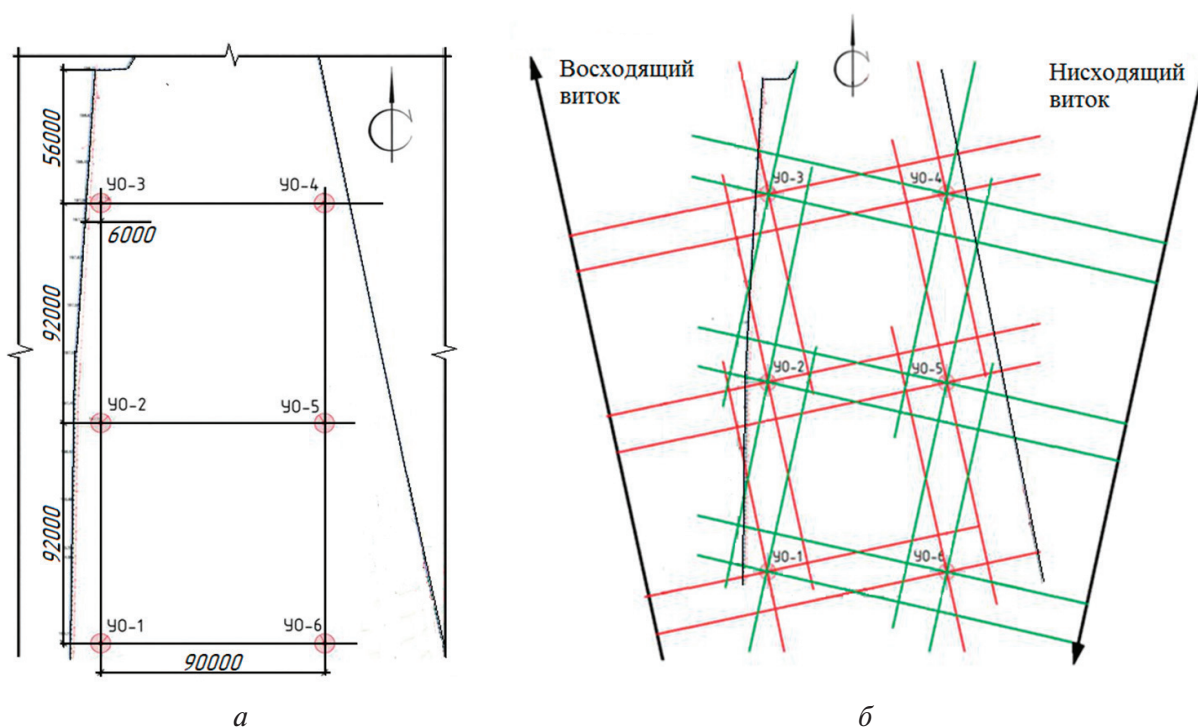 56000
УО-3
УО-4
6000
92000
УО-2
УО-5
92000
УО-1
УО-6
90000
а
Восходящий
виток
Нисходящий
виток
УО-3
УО-4
УО-2
УО-5
УО-1
УО-6
б